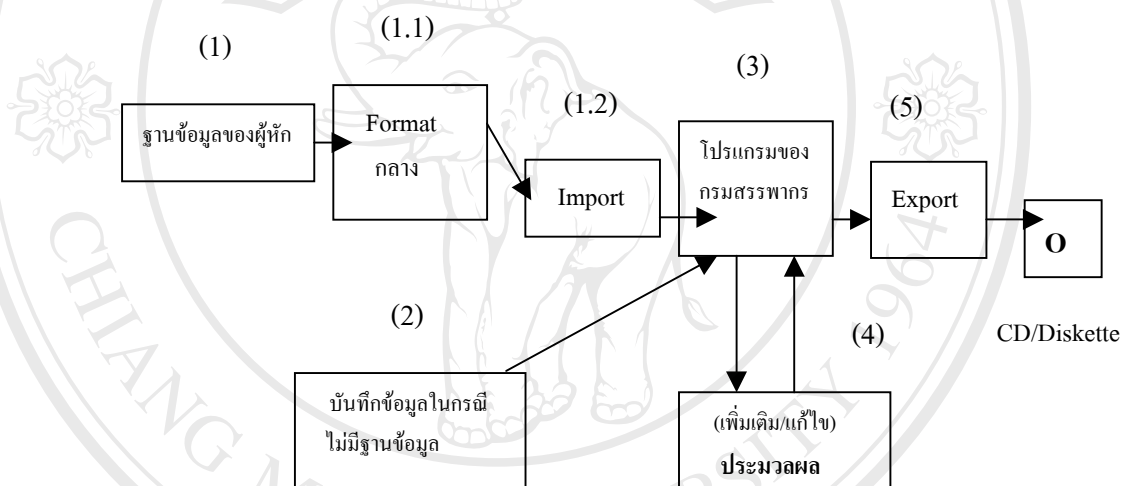 (1)
(1.1)
(1.2)
(3)
(5)
ฐานข้อมูลของผู้หัก
Format
กลาง
Import
โปรแกรมของ
กรมสรรพากร
Export
O
CD/Diskette
(2)
(4)
บันทึกข้อมูลในกรณี
ไม่มีฐานข้อมูล
(เพิ่มเติม/แก้ไข)
ประมวลผล
CHIANG M
RSITY 1964